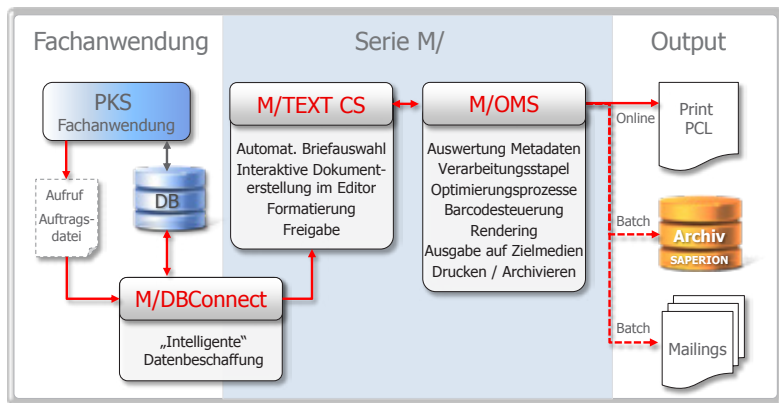 Fachanwendung
Serie M/
Output
PKS
Fachanwendung
Aufruf
Auftrags-
datei
DB
M/DBConnect
„Intelligente“
Datenbeschaffung
M/TEXT CS
Automat. Briefauswahl
Interaktive Dokument-
erstellung im Editor
Formatierung
Freigabe
M/OMS
Auswertung Metadaten
Verarbeitungsstapel
Optimierungsprozesse
Barcodesteuerung
Rendering
Ausgabe auf Zielmedien
Drucken / Archivieren
Online
Print
PCL
Batch
Archiv
SAPERION
Batch
Mailings